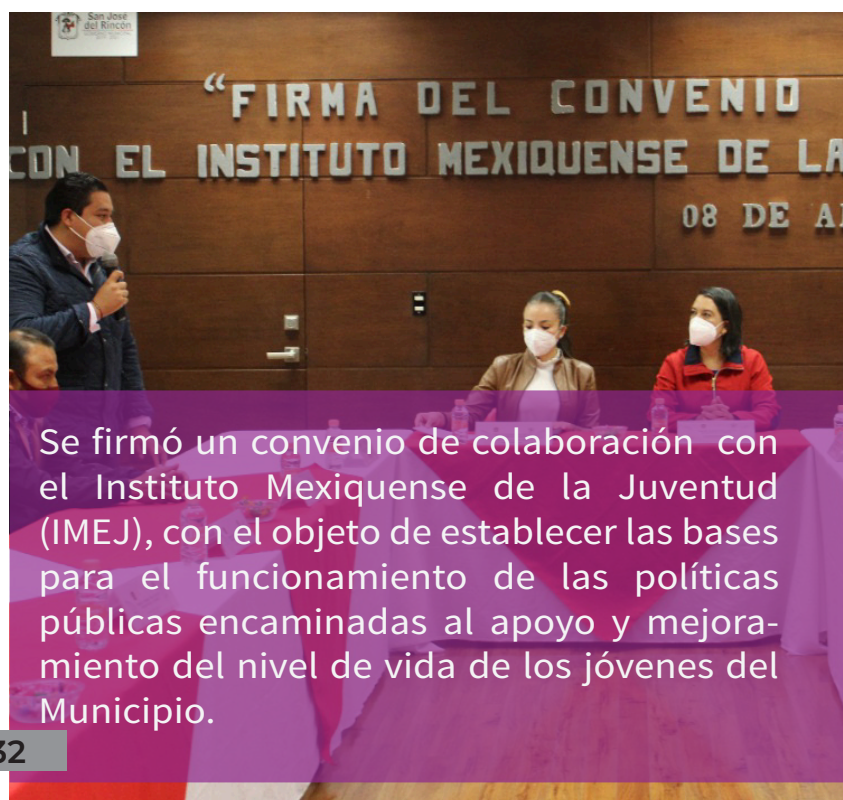 San José
del Rincón
“FIRMA DEL CONVENIO
CON EL INSTITUTO MEXIQUENSE DE LA
08 DE
Se firmó un convenio de colaboración con
el Instituto Mexiquense de la Juventud
(IMEJ), con el objeto de establecer las bases
para el funcionamiento de las políticas
públicas encaminadas al apoyo y mejora-
miento del nivel de vida de los jóvenes del
Municipio.
32